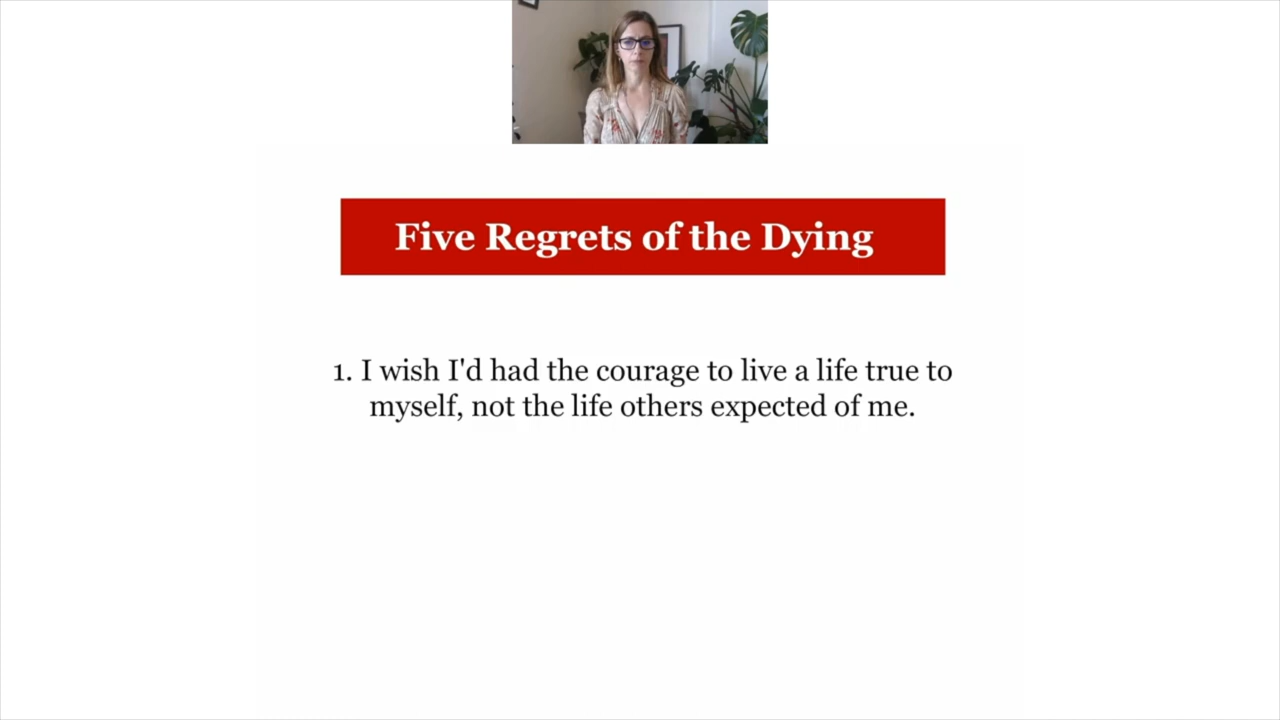 Five Regrets of the Dying
1. I wish I'd had the courage to live a life true to
myself, not the life others expected of me.